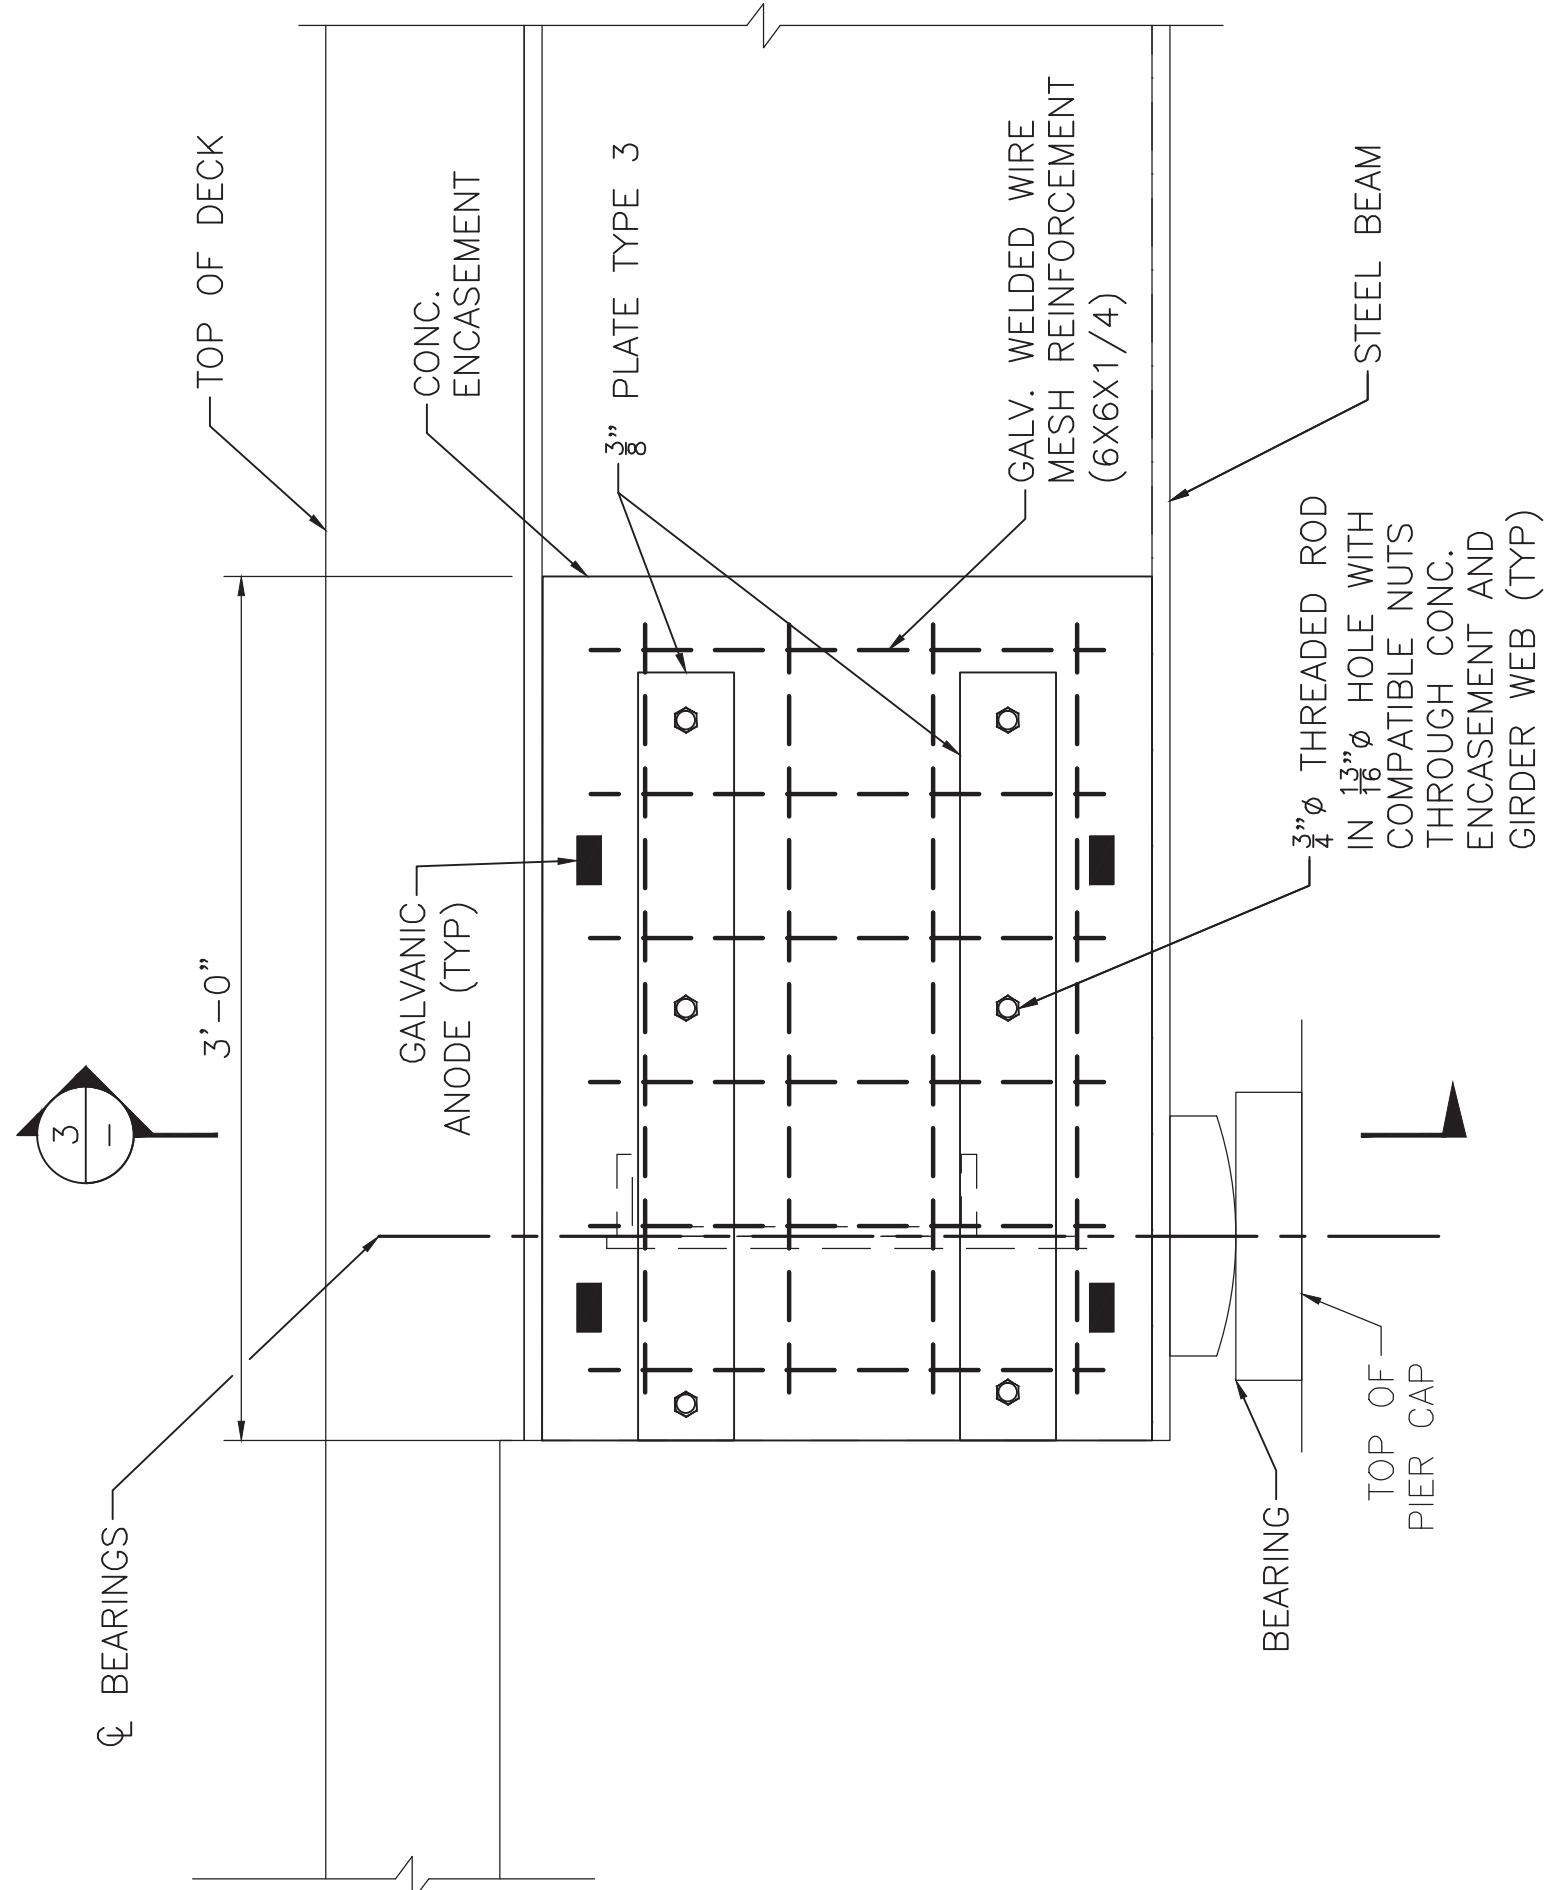 TOP OF DECK
CONC.
ENCASEMENT
3/8" PLATE TYPE 3
GALV. WELDED WIRE
MESH REINFORCEMENT
(6X6X1/4)
STEEL BEAM
3/4"ø THREADED ROD
IN 13/16"ø HOLE WITH
COMPATIBLE NUTS
THROUGH CONC.
ENCASEMENT AND
GIRDER WEB (TYP)
3'-0"
GALVANIC
ANODE (TYP)
3
—
℄ BEARINGS
BEARING
TOP OF
PIER CAP